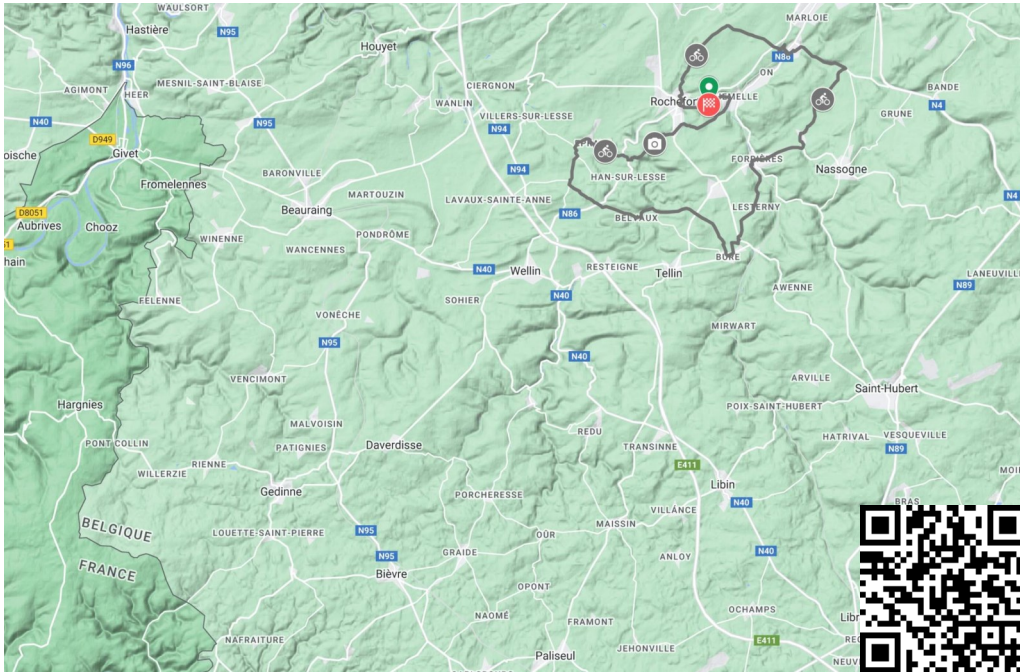 WAULSORT
Hastière
N95
MARLOIE
Houyet
N86
N96
ON
MESNIL-SAINT-BLAISE
CIERGNON
AGIMONT
HEER
WANLIN
BANDE
VILLERS-SUR-LESSE
N4
N40
N95
N94
GRUNE
D949
Givet
N94
FORRIÈRES
Nassogne
BARONVILLE
HAN-SUR-LESSE
Fromelennes
MARTOUZIN
N4
LAVAUX-SAINTE-ANNE
LESTERNY
D8051
Beauraing
N86
BELVAUX
Aubrives
Chooz
PONDRÔME
WINENNE
WANCENNES
BURE
N40
Wellin
RESTEIGNE
Tellin
N89
AWENNE
N40
SOHIER
FELENNE
VONÊCHE
MIRWART
N95
N40
VENCIMONT
ARVILLE
Saint-Hubert
Hargnies
POIX-SAINT-HUBERT
MALVOISIN
REDU
HATRIVAL
VESQUEVILLE
PONT COLLIN
PATIGNIES
Daverdisse
TRANSINNE
N89
RIENNE
E411
WILLERZIE
Libin
Gedinne
PORCHERESSE
N40
BRAS
VILLANCE
MAISSIN
BELGIQUE
LOUETTE-SAINT-PIERRE
N95
OUR
N40
GRAIDE
ANLOY
FRANCE
N95
Bièvre
OPONT
OCHAMPS
NAOMÉ
FRAMONT
NAFRAITURE
E411
JEHONVILLE
Paliseul